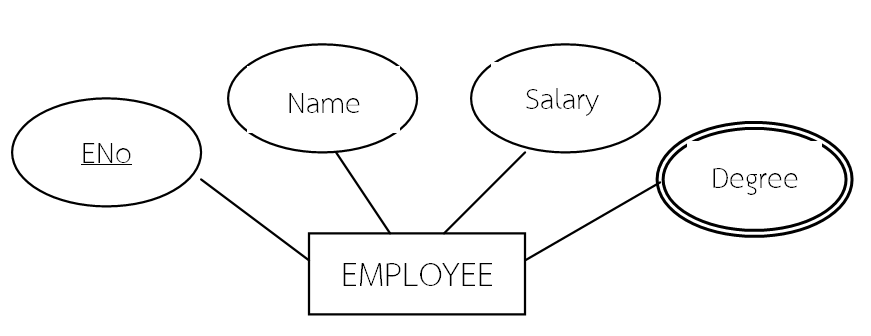 Name
Salary
ENo
Degree
EMPLOYEE